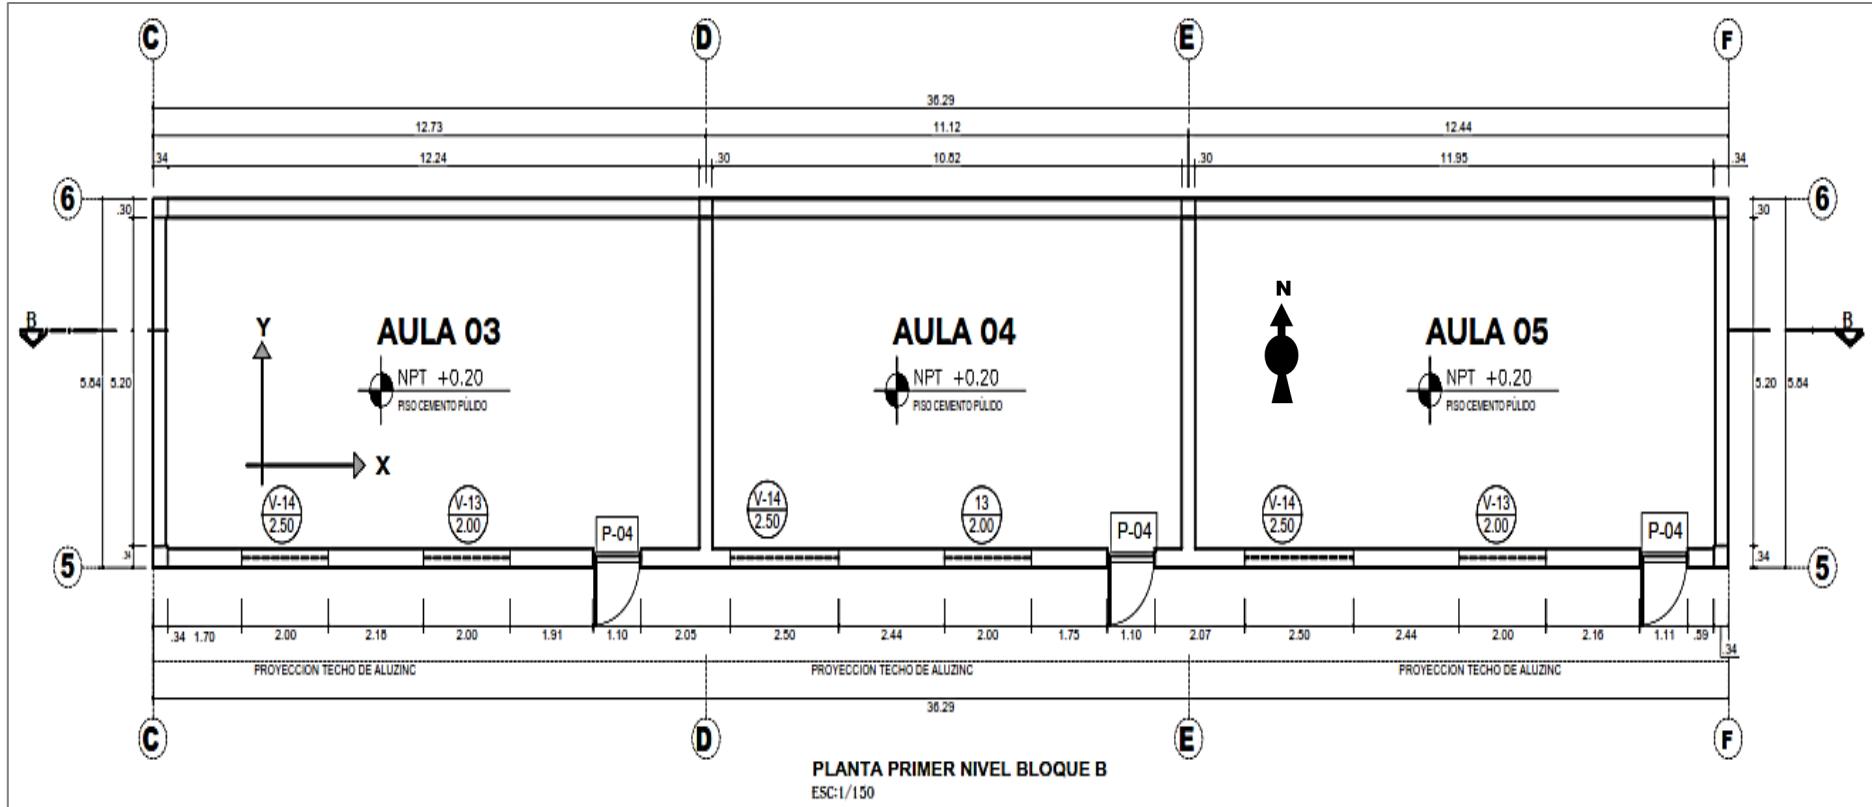 C D E F
36.29
12.73 11.12 12.44
.34 12.24 .30 10.82 .30 11.95 .34
6 6
.30 .30
N
B B
Y
AULA 03 AULA 04 AULA 05
NPT +0.20 NPT +0.20 NPT +0.20
5.84 5.20 5.20 5.84
PISO CEMENTO PÚLIDO PISO CEMENTO PÚLIDO PISO CEMENTO PÚLIDO
X
V-14 V-13 V-14 13 V-14 V-13
2.50 2.00 2.50 2.00 2.50 2.00
P-04 P-04 P-04
.34 .34
5 5
.34 1.70 2.00 2.18 2.00 1.91 1.10 2.05 2.50 2.44 2.00 1.75 1.10 2.07 2.50 2.44 2.00 2.16 1.11 .59
.34
PROYECCION TECHO DE ALUZINC PROYECCION TECHO DE ALUZINC PROYECCION TECHO DE ALUZINC
36.29
C D E F
PLANTA PRIMER NIVEL BLOQUE B
ESC:1/150